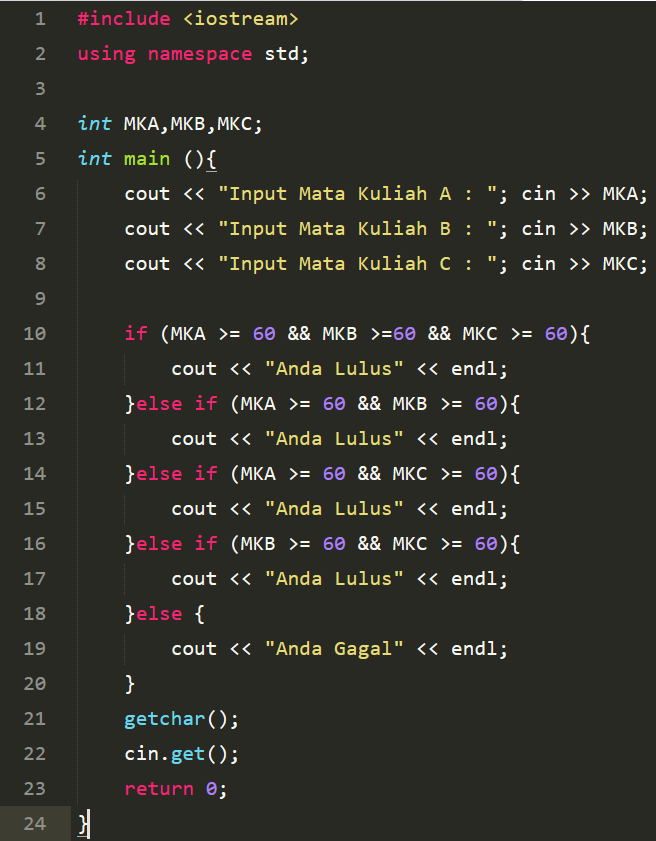 1 #include <iostream>
2 using namespace std;
3
4 int MKA,MKB,MKC;
5 int main (){
6     cout << "Input Mata Kuliah A : "; cin >> MKA;
7     cout << "Input Mata Kuliah B : "; cin >> MKB;
8     cout << "Input Mata Kuliah C : "; cin >> MKC;
9
10     if (MKA >= 60 && MKB >=60 && MKC >= 60){
11         cout << "Anda Lulus" << endl;
12     }else if (MKA >= 60 && MKB >= 60){
13         cout << "Anda Lulus" << endl;
14     }else if (MKA >= 60 && MKC >= 60){
15         cout << "Anda Lulus" << endl;
16     }else if (MKB >= 60 && MKC >= 60){
17         cout << "Anda Lulus" << endl;
18     }else {
19         cout << "Anda Gagal" << endl;
20     }
21     getchar();
22     cin.get();
23     return 0;
24 }